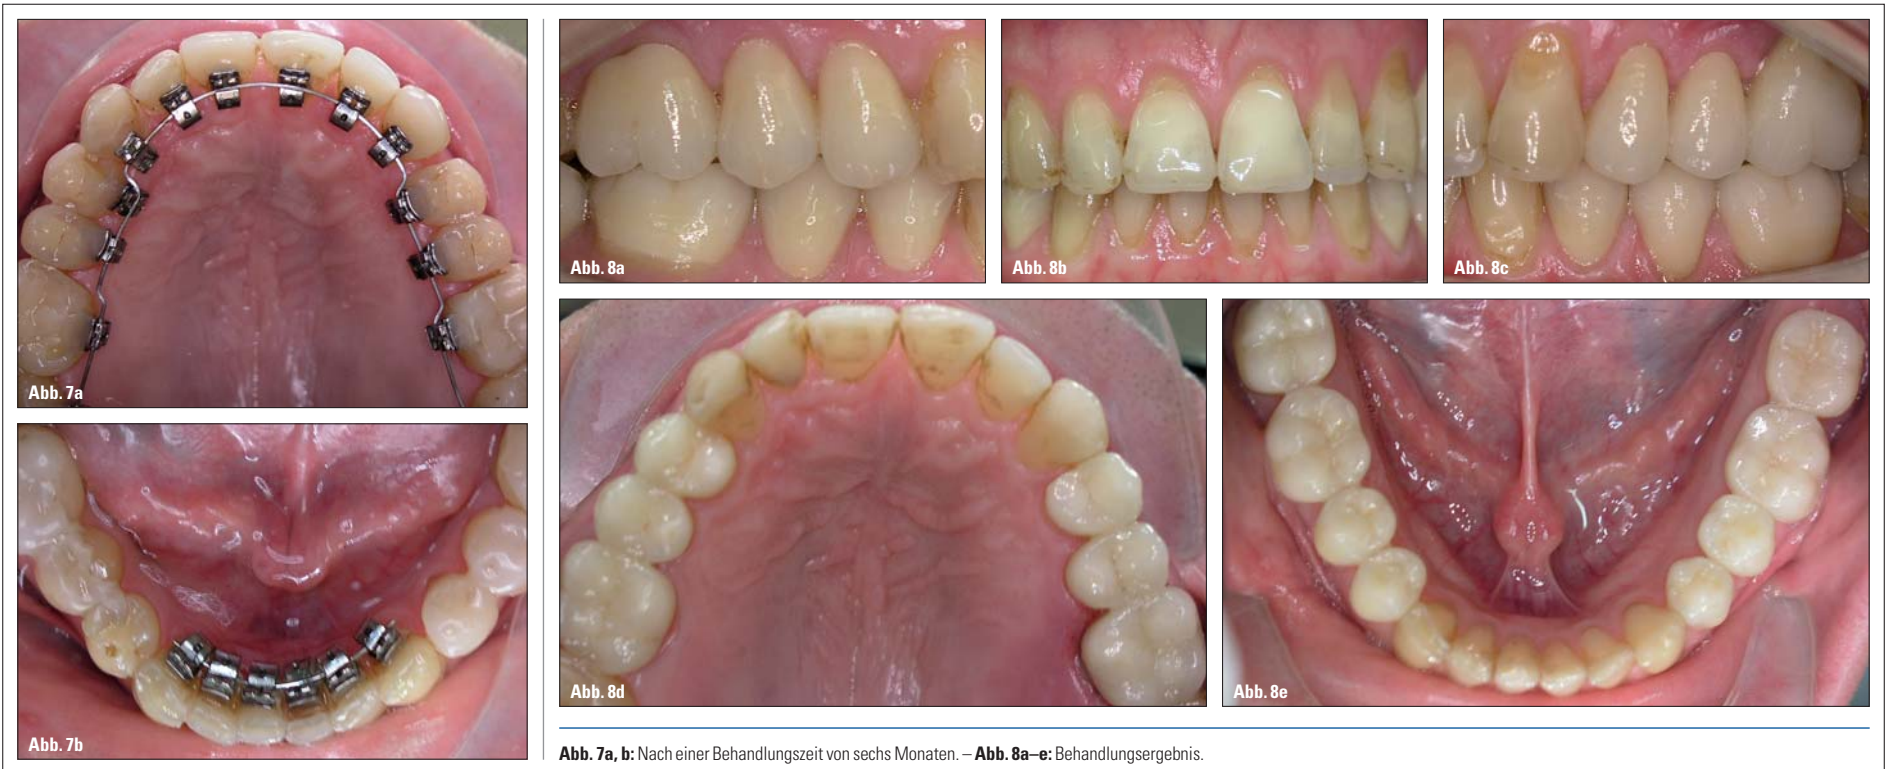 Abb. 7a
Abb. 7b
Abb. 8a
Abb. 8b
Abb. 8c
Abb. 8d
Abb. 8e
Abb. 7a, b: Nach einer Behandlungszeit von sechs Monaten. – Abb. 8a–e: Behandlungsergebnis.